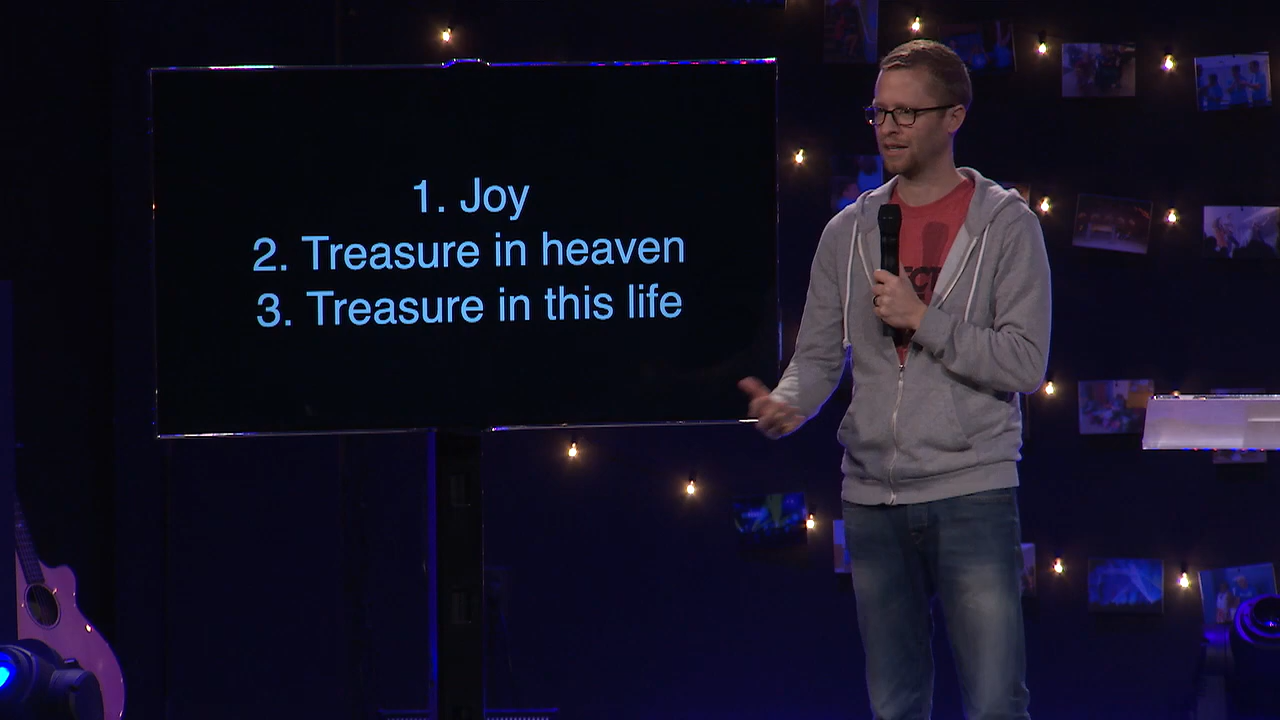 1. Joy
2. Treasure in heaven
3. Treasure in this life